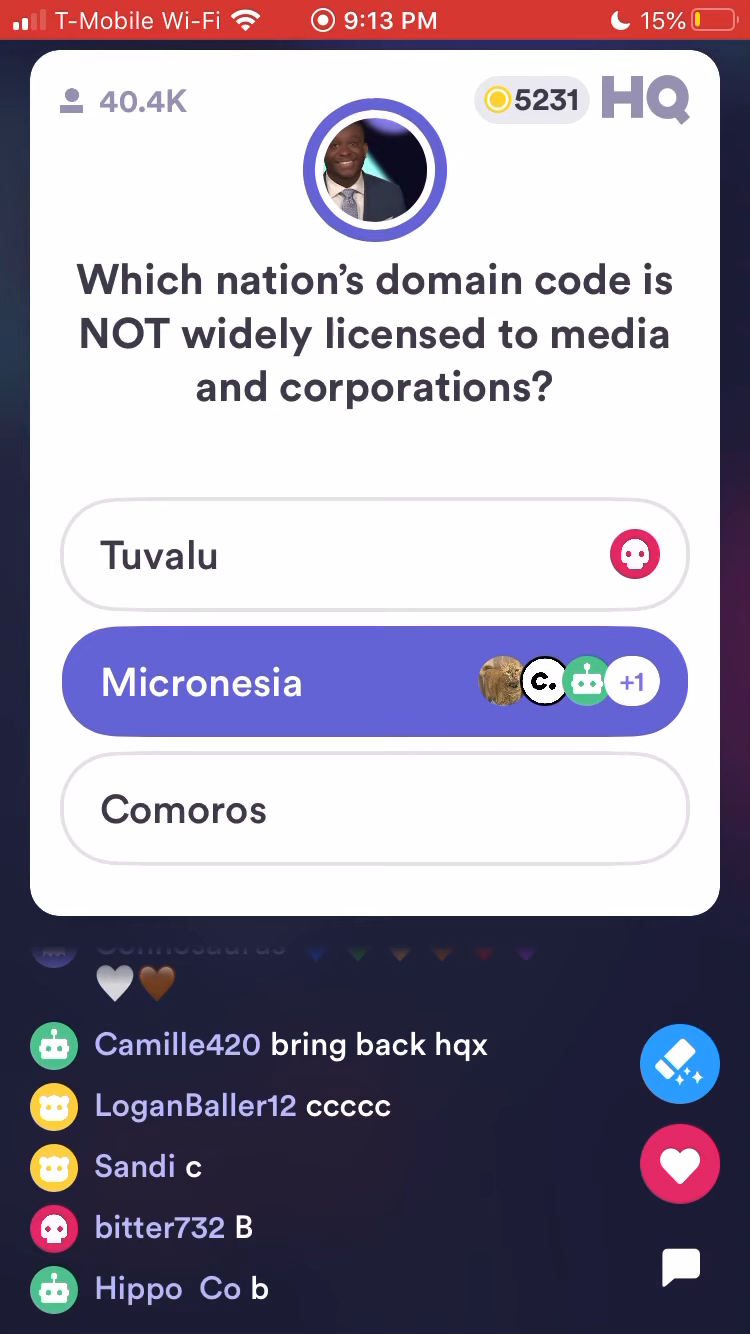 T-Mobile Wi-Fi 9:13 PM 15%
40.4K 5231 HQ
Which nation’s domain code is
NOT widely licensed to media
and corporations?
Tuvalu
Micronesia c. +1
Comoros
Connosaurus 💙 💚 💛 🧡 ❤️ 💜
🤍🤎
Camille420 bring back hqx
LoganBaller12 ccccc
Sandi c
bitter732 B
Hippo Co b